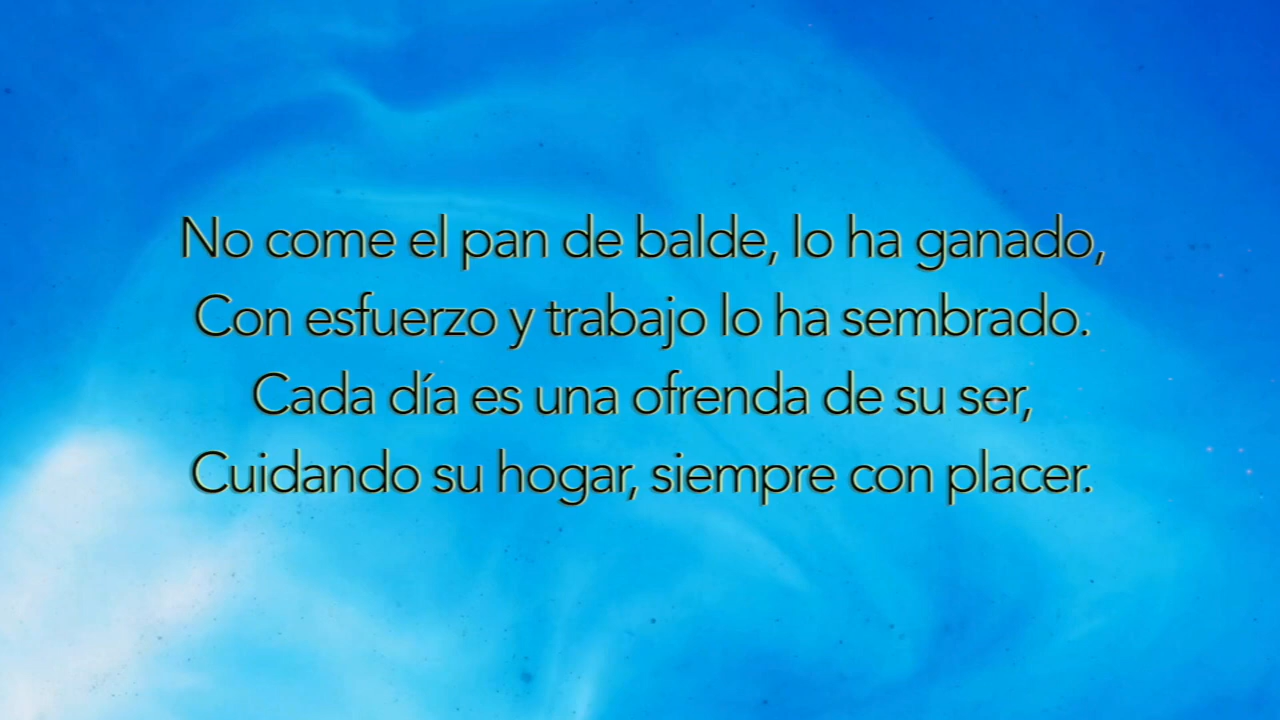 No come el pan de balde, lo ha ganado,
Con esfuerzo y trabajo lo ha sembrado.
Cada día es una ofrenda de su ser,
Cuidando su hogar, siempre con placer.